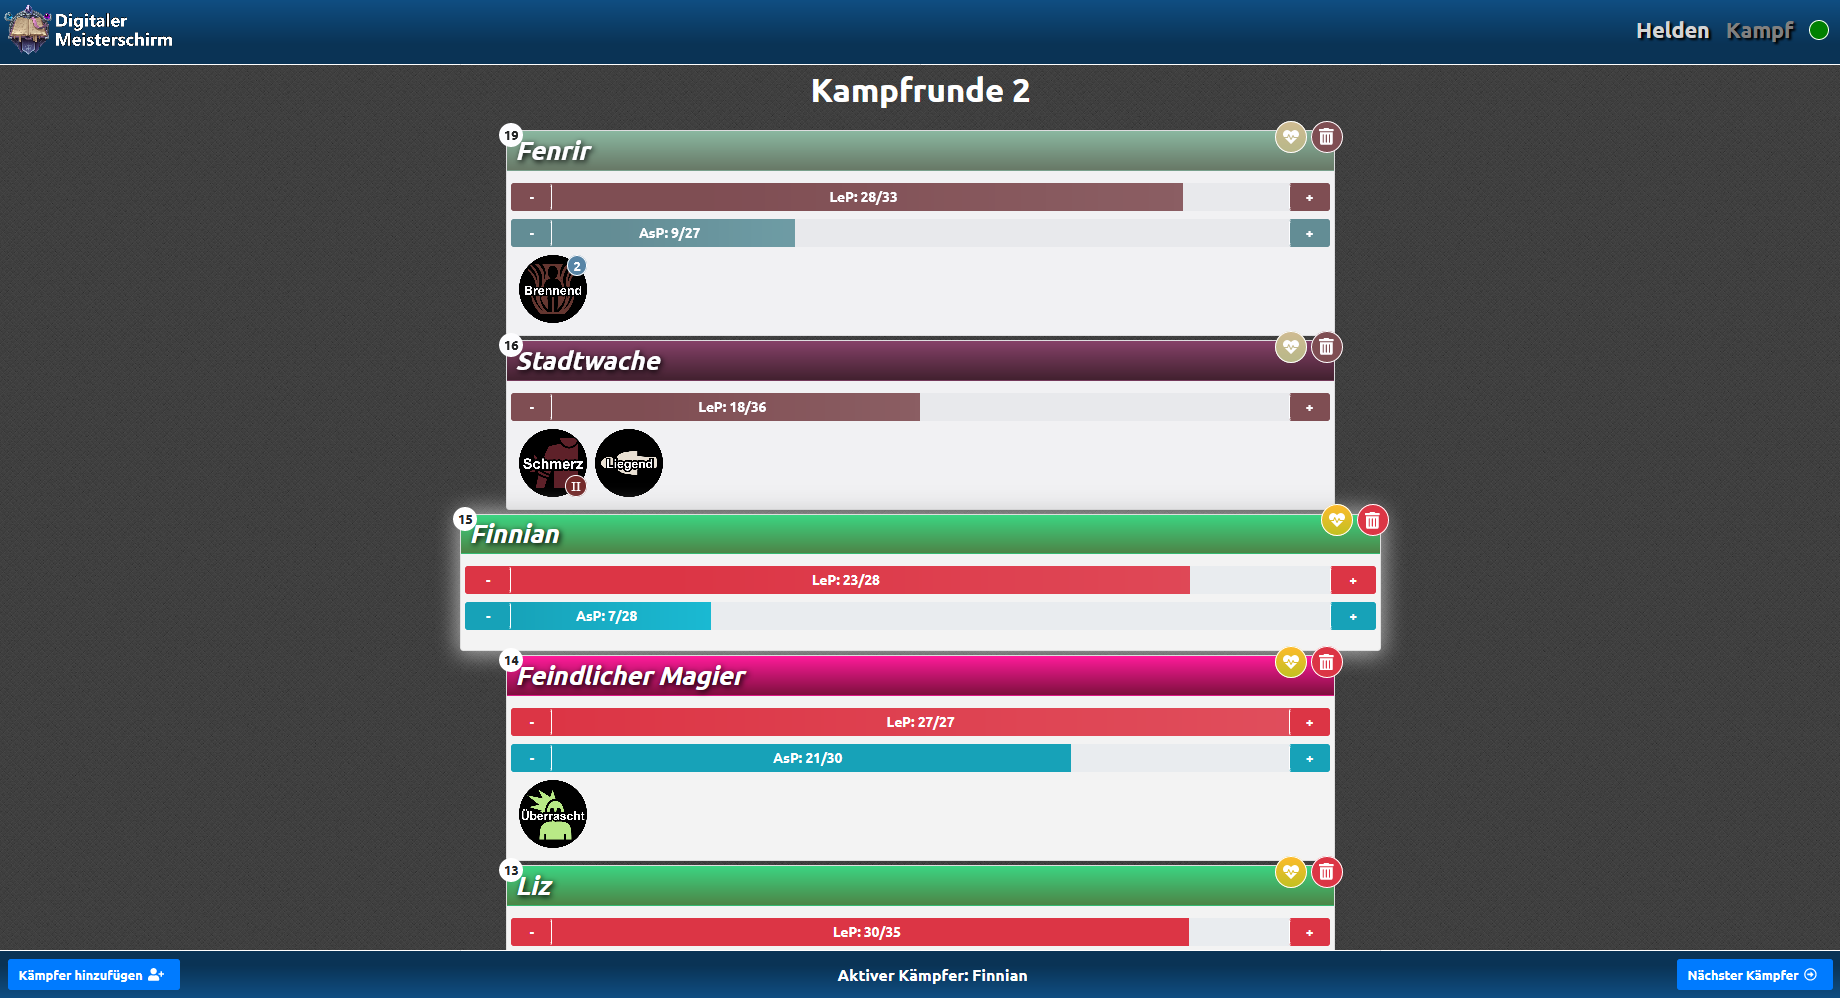 Digitaler
Meisterschirm
Helden Kampf
Kampfrunde 2
19
Fenrir
- LeP: 28/33 +
- AsP: 9/27 +
2
Brennend
16
Stadtwache
- LeP: 18/36 +
Schmerz Liegend
II
15
Finnian
- LeP: 23/28 +
- AsP: 7/28 +
14
Feindlicher Magier
- LeP: 27/27 +
- AsP: 21/30 +
Überrascht
13
Liz
- LeP: 30/35 +
Kämpfer hinzufügen Aktiver Kämpfer: Finnian Nächster Kämpfer